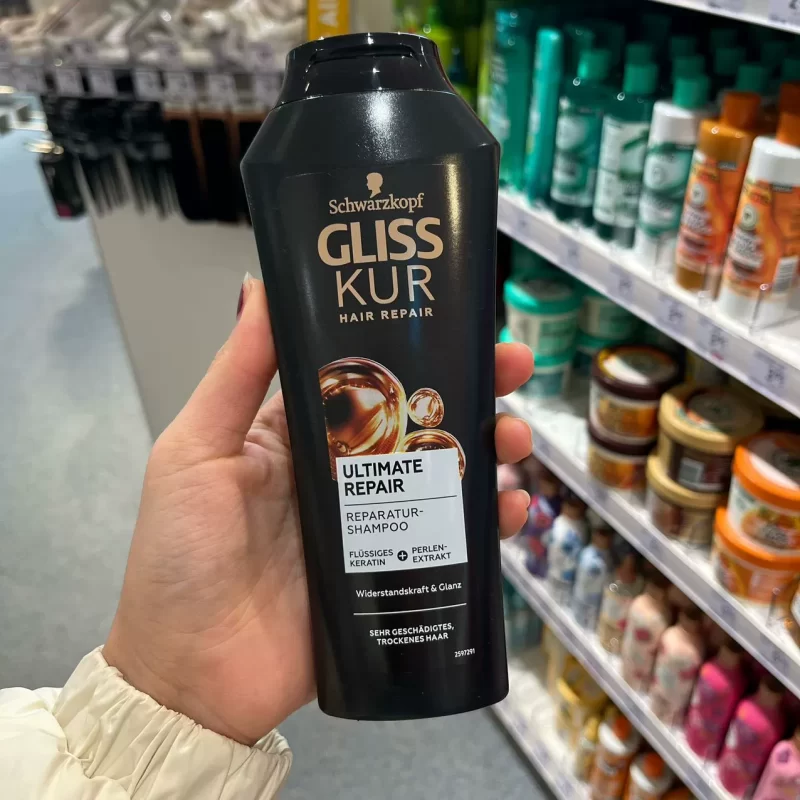 Schwarzkopf
GLISS
KUR
HAIR REPAIR
ULTIMATE
REPAIR
REPARATUR-
SHAMPOO
FLÜSSIGES
KERATIN + PERLEN-
EXTRAKT
Widerstandskraft & Glanz
SEHR GESCHÄDIGTES,
TROCKENES HAAR
2597291